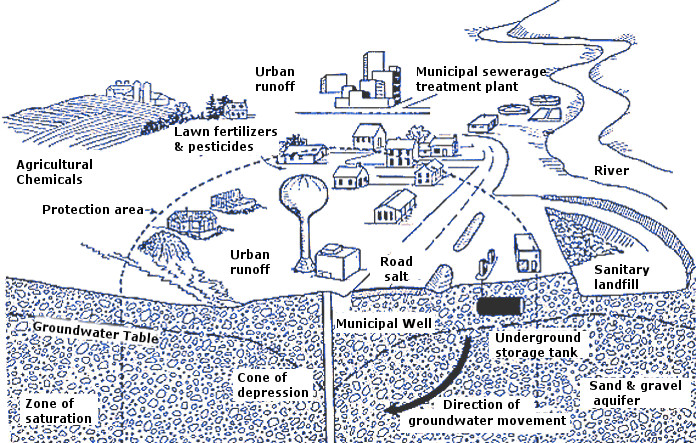 Urban
runoff
Municipal sewerage
treatment plant
Lawn fertilizers
& pesticides
Agricultural
Chemicals
River
Protection area
Urban
runoff
Road
salt
Sanitary
landfill
Groundwater Table
Municipal Well
Underground
storage tank
Cone of
depression
Zone of
saturation
Direction of
groundwater movement
Sand & gravel
aquifer